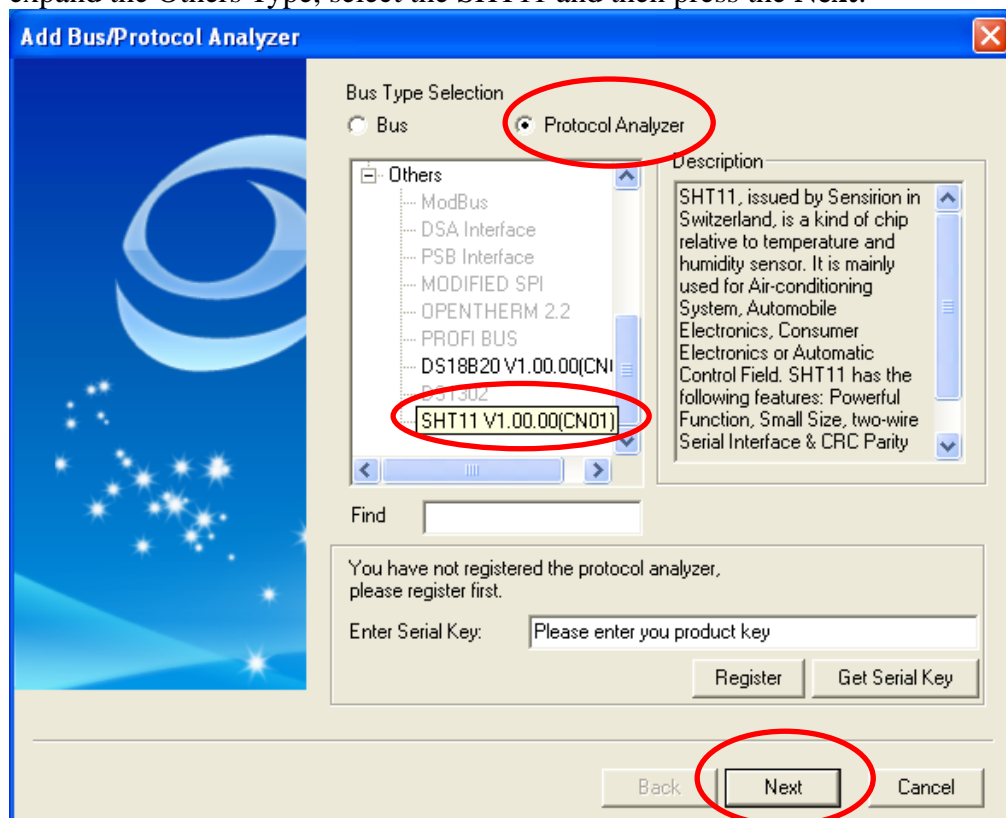 expand the Others Type, select the SHT11 and then press the Next.
Add Bus/Protocol Analyzer
Bus Type Selection
Bus
Protocol Analyzer
Others
ModBus
DSA Interface
PSB Interface
MODIFIED SPI
OPENTHERM 2.2
PROFI BUS
DS18B20 V1.00.00(CN
DS1302
SHT11 V1.00.00(CN01)
Description
SHT11, issued by Sensirion in
Switzerland, is a kind of chip
relative to temperature and
humidity sensor. It is mainly
used for Air-conditioning
System, Automobile
Electronics, Consumer
Electronics or Automatic
Control Field. SHT11 has the
following features: Powerful
Function, Small Size, two-wire
Serial Interface & CRC Parity
Find
You have not registered the protocol analyzer,
please register first.
Enter Serial Key:
Please enter you product key
Register
Get Serial Key
Back
Next
Cancel